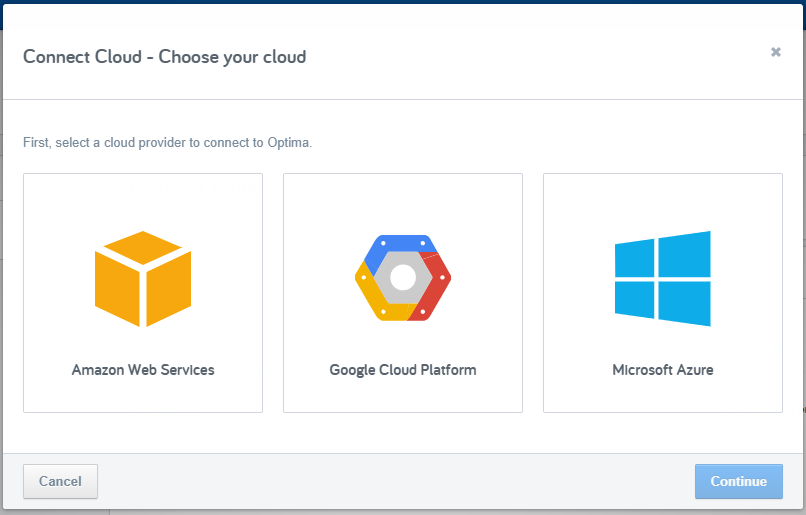 Connect Cloud - Choose your cloud
First, select a cloud provider to connect to Optima.
Amazon Web Services
Google Cloud Platform
Microsoft Azure
Cancel
Continue